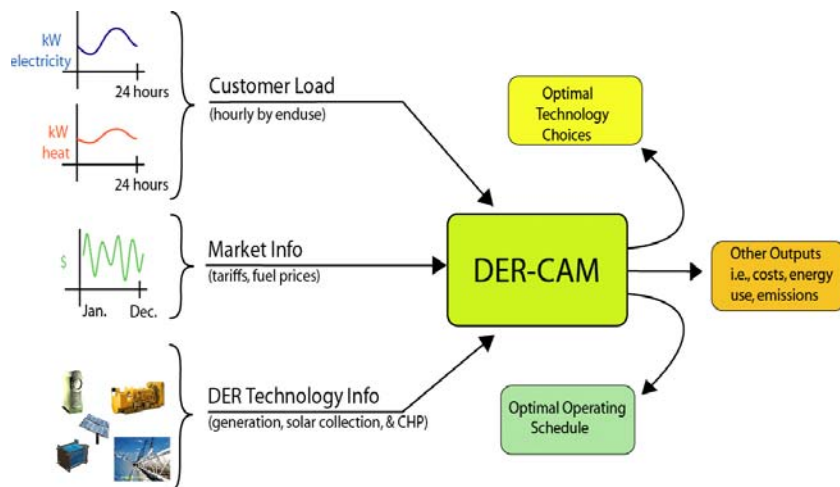 kW
electricity
24 hours
kW
heat
24 hours
Customer Load
(hourly by enduse)
$
Jan.
Dec.
Market Info
(tariffs, fuel prices)
DER Technology Info
(generation, solar collection, & CHP)
DER-CAM
Optimal
Technology
Choices
Other Outputs
i.e., costs, energy
use, emissions
Optimal Operating
Schedule